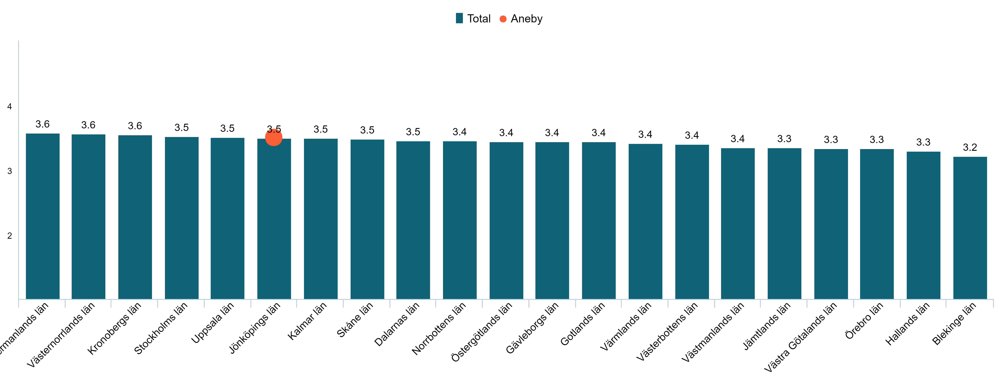 Total Aneby
4
3
2
3.6 3.6 3.6 3.5 3.5 3.5 3.5 3.5 3.5 3.4 3.4 3.4 3.4 3.4 3.4 3.4 3.3 3.3 3.3 3.3 3.2
ermanlands län
Västernorrlands län
Kronobergs län
Stockholms län
Uppsala län
Jönköpings län
Kalmar län
Skåne län
Dalarnas län
Norrbottens län
Östergötlands län
Gävleborgs län
Gotlands län
Värmlands län
Västerbottens län
Västmanlands län
Jämtlands län
Västra Götalands län
Örebro län
Hallands län
Blekinge län